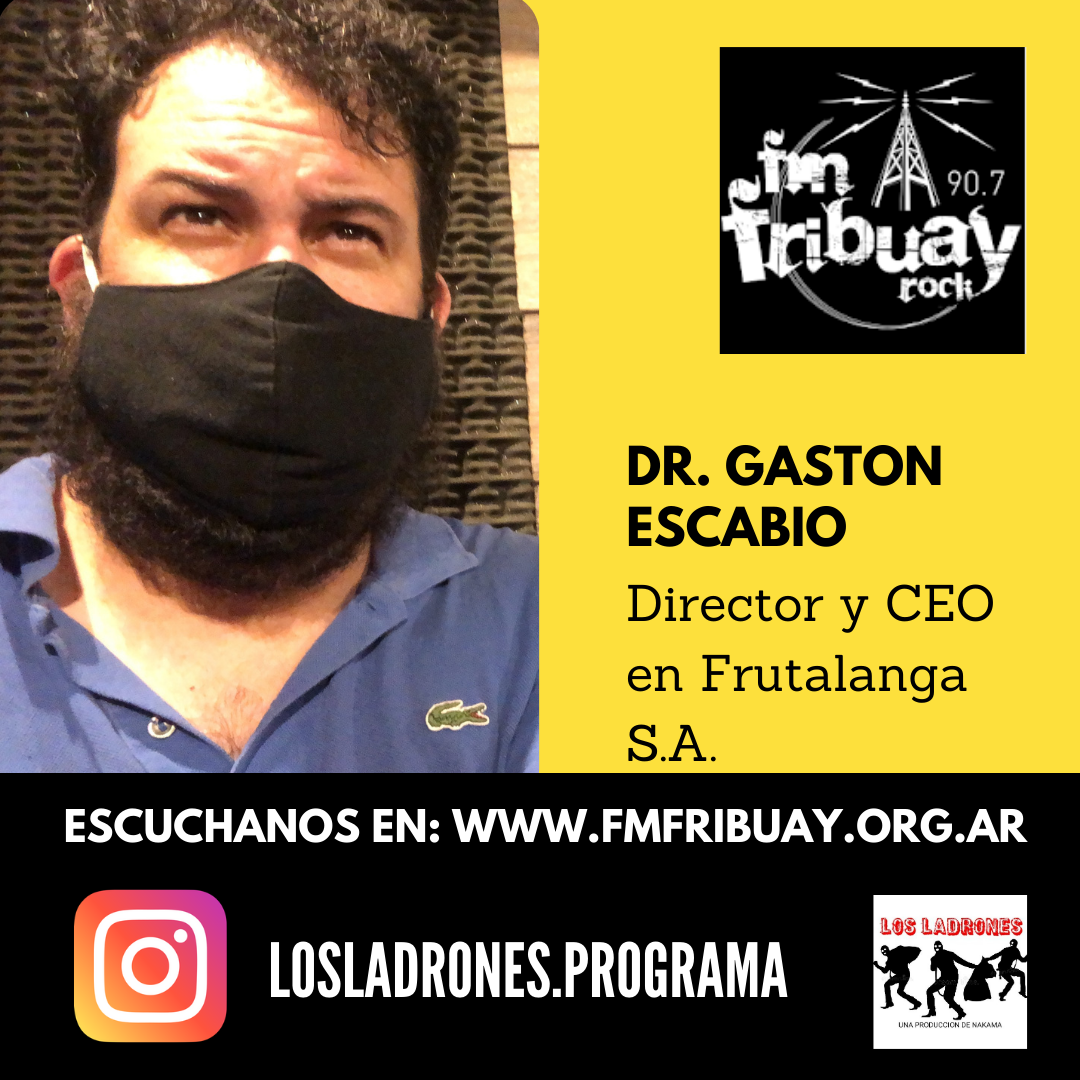 fm
90.7
fribuay
rock
DR. GASTON
ESCABIO
Director y CEO
en Frutalanga
S.A.
ESCUCHANOS EN: WWW.FMFRIBUAY.ORG.AR
LOSLADRONES.PROGRAMA
LOS LADRONES
UNA PRODUCCION DE NAKAMA